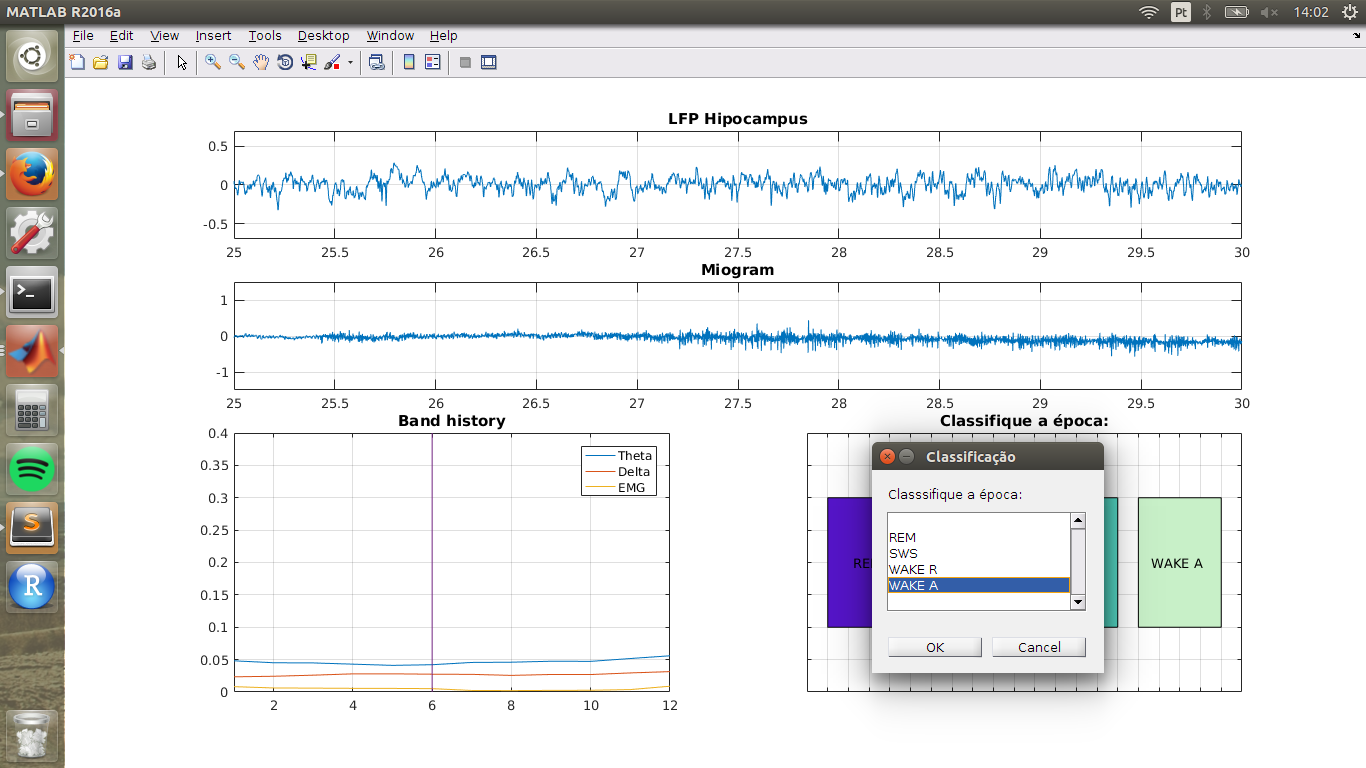 MATLAB R2016a
Pt
14:02
File Edit View Insert Tools Desktop Window Help
LFP Hipocampus
0.5
0
-0.5
25 25.5 26 26.5 27 27.5 28 28.5 29 29.5 30
Miogram
1
0
-1
25 25.5 26 26.5 27 27.5 28 28.5 29 29.5 30
Band history
0.4
0.35
0.3
0.25
0.2
0.15
0.1
0.05
0
2 4 6 8 10 12
Theta
Delta
EMG
Classifique a época:
RE
WAKE A
Classificação
Classsifique a época:
REM
SWS
WAKE R
WAKE A
OK Cancel
S
R